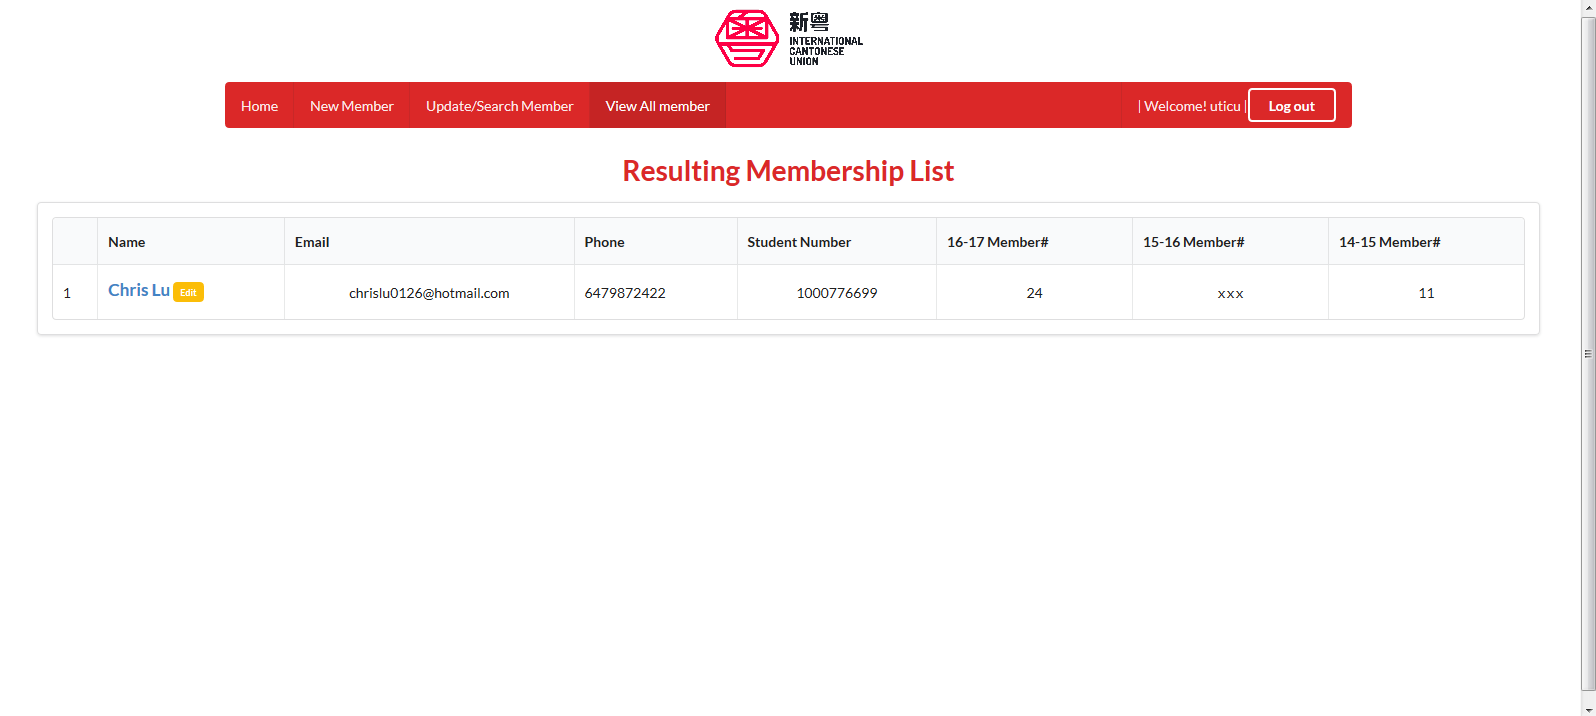 新粤
INTERNATIONAL
CANTONESE
UNION
Home New Member Update/Search Member View All member | Welcome! uticu | Log out
Resulting Membership List
Name Email Phone Student Number 16-17 Member# 15-16 Member# 14-15 Member#
1 Chris Lu Edit chrislu0126@hotmail.com 6479872422 1000776699 24 xxx 11